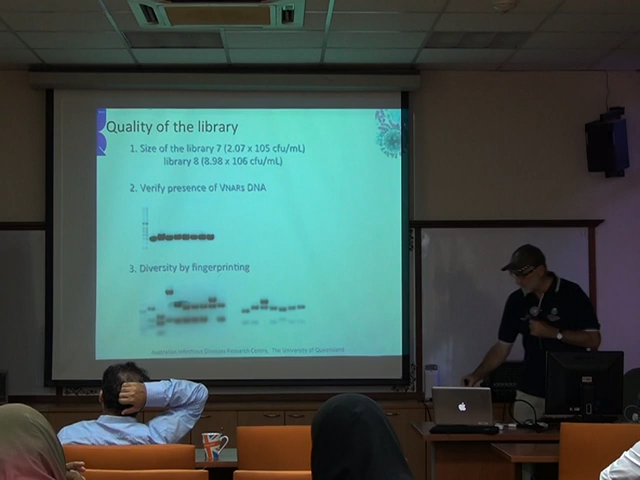 Quality of the library
1. Size of the library 7 (2.07 x 105 cfu/mL)
library 8 (8.98 x 106 cfu/mL)
2. Verify presence of VNARs DNA
3. Diversity by fingerprinting
Australian Infectious Diseases Research Centre, The University of Queensland